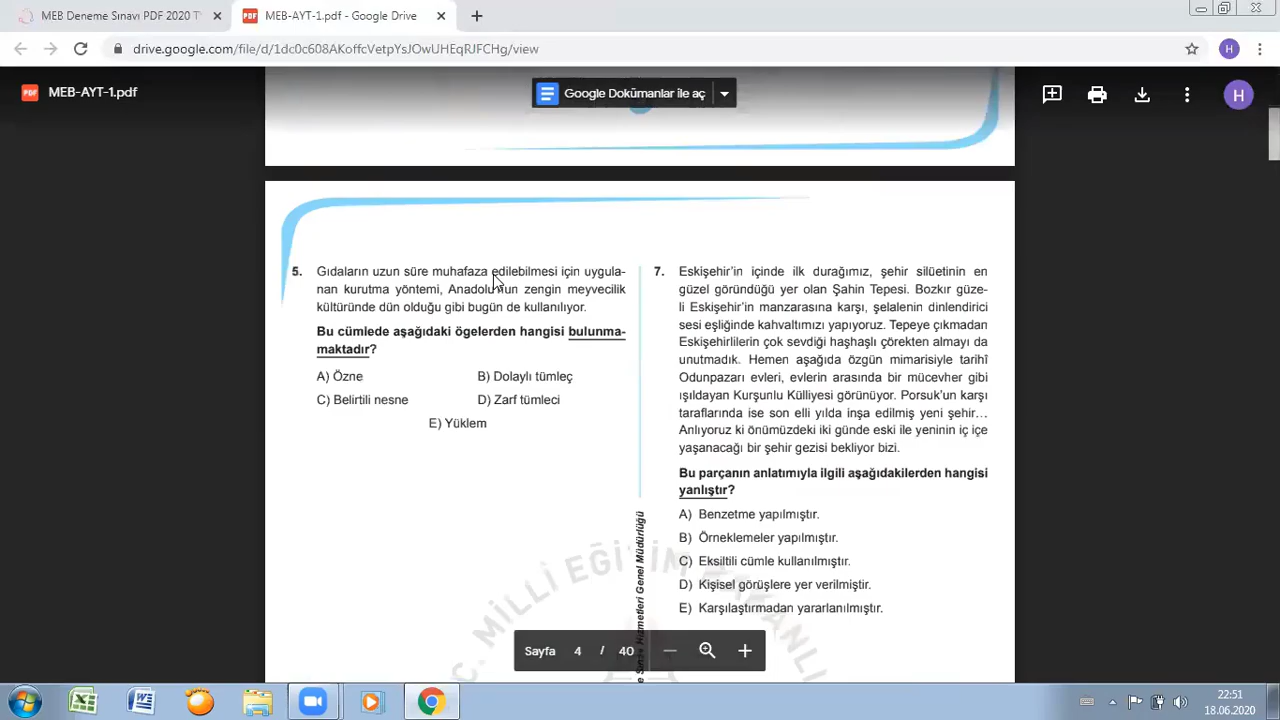 MEB Deneme Sınavı PDF 2020 T
MEB-AYT-1.pdf - Google Drive
drive.google.com/file/d/1dc0c608AKoffcVetpYsJOwUHEqRJFCHg/view
H
MEB-AYT-1.pdf
Google Dokümanlar ile aç
H
5. Gıdaların uzun süre muhafaza edilebilmesi için uygula-
nan kurutma yöntemi, Anadolu'nun zengin meyvecilik
kültüründe dün olduğu gibi bugün de kullanılıyor.
Bu cümlede aşağıdaki ögelerden hangisi bulunma-
maktadır?
A) Özne
B) Dolaylı tümleç
C) Belirtili nesne
D) Zarf tümleci
E) Yüklem
7. Eskişehir'in içinde ilk durağımız, şehir silüetinin en
güzel göründüğü yer olan Şahin Tepesi. Bozkır güze-
li Eskişehir'in manzarasına karşı, şelalenin dinlendirici
sesi eşliğinde kahvaltımızı yapıyoruz. Tepeye çıkmadan
Eskişehirlilerin çok sevdiği haşhaşlı çörekten almayı da
unutmadık. Hemen aşağıda özgün mimarisiyle tarihî
Odunpazarı evleri, evlerin arasında bir mücevher gibi
ışıldayan Kurşunlu Külliyesi görünüyor. Porsuk'un karşı
taraflarında ise son elli yılda inşa edilmiş yeni şehir…
Anlıyoruz ki önümüzdeki iki günde eski ile yeninin iç içe
yaşanacağı bir şehir gezisi bekliyor bizi.
Bu parçanın anlatımıyla ilgili aşağıdakilerden hangisi
yanlıştır?
A) Benzetme yapılmıştır.
B) Örneklemeler yapılmıştır.
C) Eksiltili cümle kullanılmıştır.
D) Kişisel görüşlere yer verilmiştir.
E) Karşılaştırmadan yararlanılmıştır.
Sınav Hizmetleri Genel Müdürlüğü
C. MİLLÎ EĞİTİM BAKANLI
Sayfa 4 / 40
22:51
18.06.2020